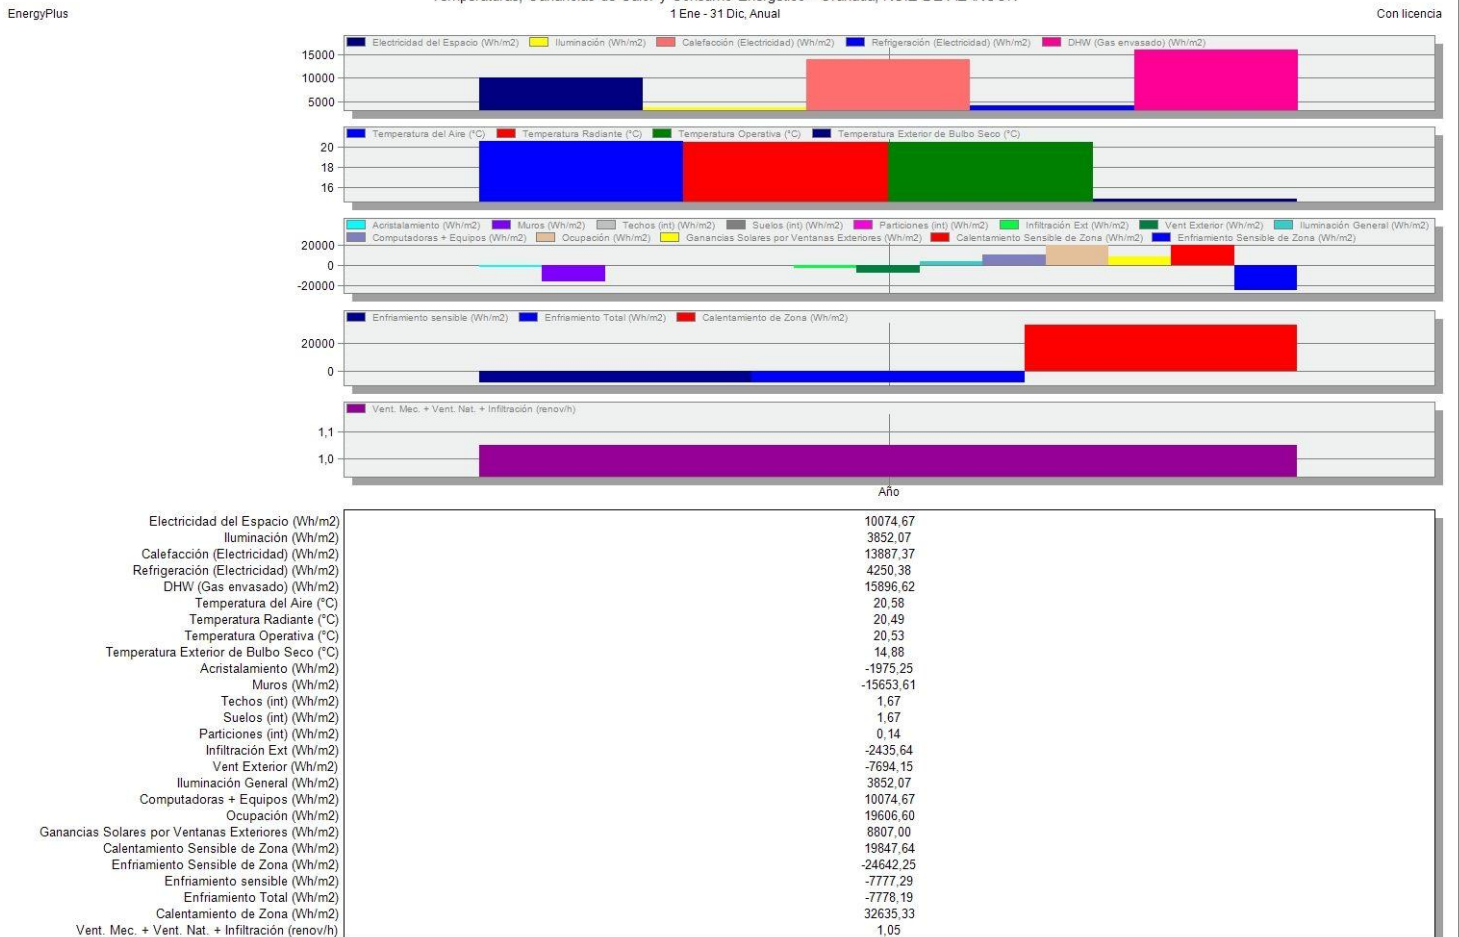 EnergyPlus
1 Ene - 31 Dic, Anual
Con licencia
Electricidad del Espacio (Wh/m2) Iluminación (Wh/m2) Calefacción (Electricidad) (Wh/m2) Refrigeración (Electricidad) (Wh/m2) DHW (Gas envasado) (Wh/m2)
15000
10000
5000
Temperatura del Aire (°C) Temperatura Radiante (°C) Temperatura Operativa (°C) Temperatura Exterior de Bulbo Seco (°C)
20
18
16
Acristalamiento (Wh/m2) Muros (Wh/m2) Techos (int) (Wh/m2) Suelos (int) (Wh/m2) Particiones (int) (Wh/m2) Infiltración Ext (Wh/m2) Vent Exterior (Wh/m2) Iluminación General (Wh/m2)
Computadoras + Equipos (Wh/m2) Ocupación (Wh/m2) Ganancias Solares por Ventanas Exteriores (Wh/m2) Calentamiento Sensible de Zona (Wh/m2) Enfriamiento Sensible de Zona (Wh/m2)
20000
0
-20000
Enfriamiento sensible (Wh/m2) Enfriamiento Total (Wh/m2) Calentamiento de Zona (Wh/m2)
20000
0
Vent. Mec. + Vent. Nat. + Infiltración (renov/h)
1,1
1,0
Año
Electricidad del Espacio (Wh/m2) 10074,67
Iluminación (Wh/m2) 3852,07
Calefacción (Electricidad) (Wh/m2) 13887,37
Refrigeración (Electricidad) (Wh/m2) 4250,38
DHW (Gas envasado) (Wh/m2) 15896,62
Temperatura del Aire (°C) 20,58
Temperatura Radiante (°C) 20,49
Temperatura Operativa (°C) 20,53
Temperatura Exterior de Bulbo Seco (°C) 14,88
Acristalamiento (Wh/m2) -1975,25
Muros (Wh/m2) -15653,61
Techos (int) (Wh/m2) 1,67
Suelos (int) (Wh/m2) 1,67
Particiones (int) (Wh/m2) 0,14
Infiltración Ext (Wh/m2) -2435,64
Vent Exterior (Wh/m2) -7694,15
Iluminación General (Wh/m2) 3852,07
Computadoras + Equipos (Wh/m2) 10074,67
Ocupación (Wh/m2) 19606,60
Ganancias Solares por Ventanas Exteriores (Wh/m2) 8807,00
Calentamiento Sensible de Zona (Wh/m2) 19847,64
Enfriamiento Sensible de Zona (Wh/m2) -24642,25
Enfriamiento sensible (Wh/m2) -7777,29
Enfriamiento Total (Wh/m2) -7778,19
Calentamiento de Zona (Wh/m2) 32635,33
Vent. Mec. + Vent. Nat. + Infiltración (renov/h) 1,05